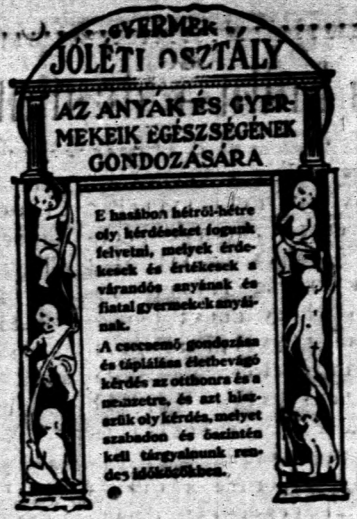 GYERMEK
JÓLÉTI OSZTÁLY
AZ ANYÁK ÉS GYER-
MEKEIK EGÉSZSÉGÉNEK
GONDOZÁSÁRA
E hasábon hétről-hétre
oly kérdéseket fogunk
felvetni, melyek érde-
kesek és értékesek a
várandós anyának és
fiatal gyermekek anyái-
nak.
A csecsemő gondozása
és táplálása életbevágó
kérdés az otthonra és a
nemzetre, és azt hisz-
szük oly kérdés, melyet
szabadon és őszintén
kell tárgyalnunk ren-
des időközökben.